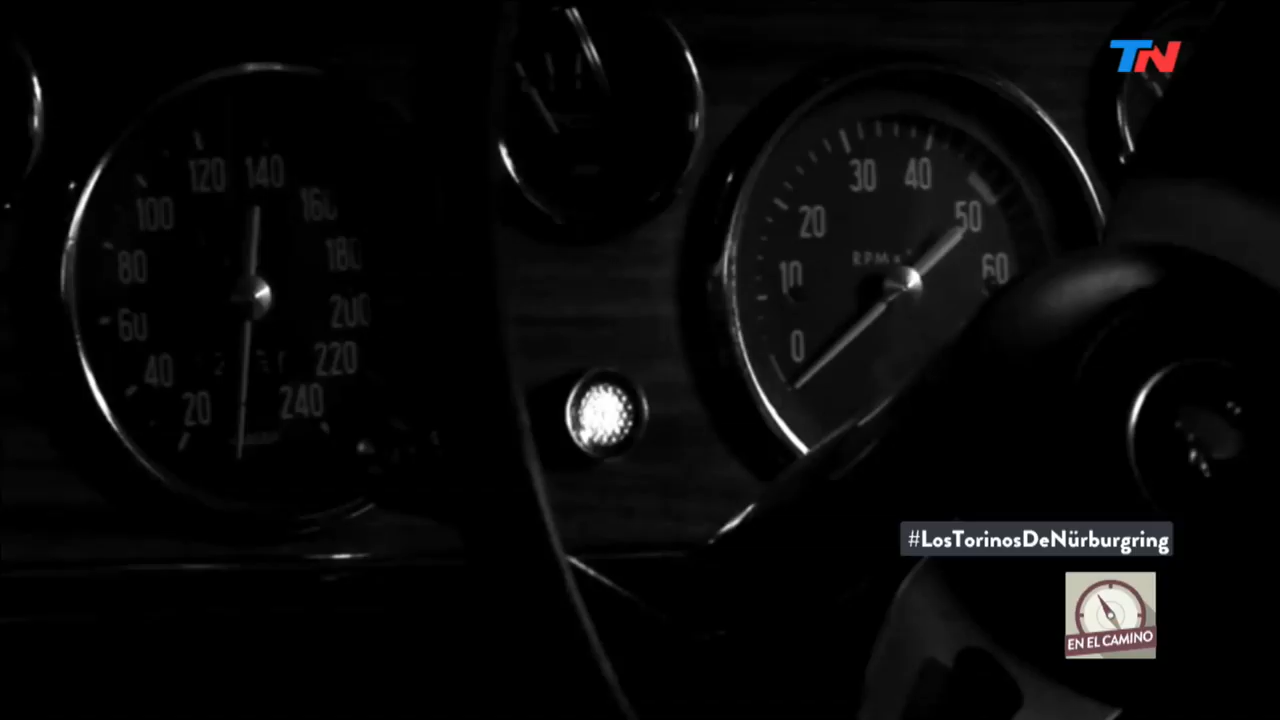 TN
120 140
100 160
80 180
60 200
40 220
20 240
30 40
20 50
10 60
0
RPM
#LosTorinosDeNürburgring
EN EL CAMINO